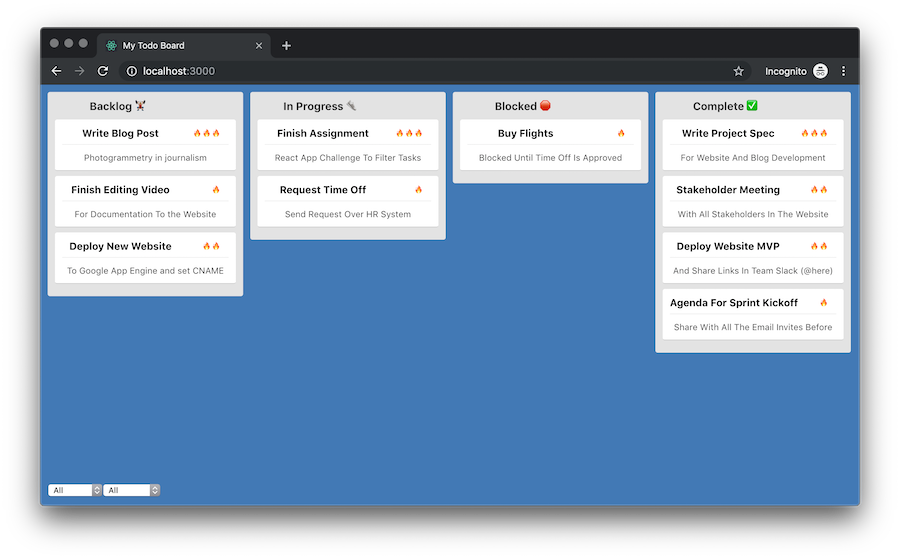 My Todo Board
localhost:3000
Incognito
Backlog
Write Blog Post
Photogrammetry in journalism
Finish Editing Video
For Documentation To the Website
Deploy New Website
To Google App Engine and set CNAME
In Progress
Finish Assignment
React App Challenge To Filter Tasks
Request Time Off
Send Request Over HR System
Blocked
Buy Flights
Blocked Until Time Off Is Approved
Complete
Write Project Spec
For Website And Blog Development
Stakeholder Meeting
With All Stakeholders In The Website
Deploy Website MVP
And Share Links In Team Slack (@here)
Agenda For Sprint Kickoff
Share With All The Email Invites Before
All
All